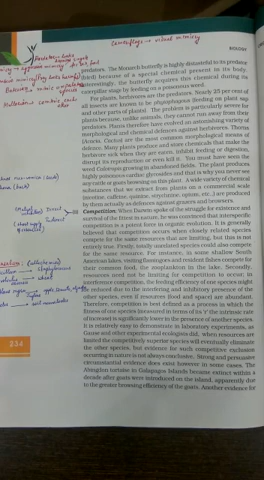 Camouflage → visual mimicry
BIOLOGY
predators. The Monarch butterfly is highly distasteful to its predator
(bird) because of a special chemical present in its body.
Interestingly, the butterfly acquires this chemical during its
caterpillar stage by feeding on a poisonous weed.
For plants, herbivores are the predators. Nearly 25 per cent of
all insects are known to be phytophagous (feeding on plant sap
and other parts of plants). The problem is particularly severe for
plants because, unlike animals, they cannot run away from their
predators. Plants therefore have evolved an astonishing variety of
morphological and chemical defences against herbivores. Thorns
are the most common morphological means of
defence. Many plants produce and store chemicals that make the
herbivore sick when they are eaten, inhibit feeding or digestion,
disrupt its reproduction or even kill it. You must have seen the
weed Calotropis growing in abandoned fields. The plant produces
highly poisonous cardiac glycosides and that is why you never see
any cattle or goats browsing on this plant. A wide variety of chemical
substances that we extract from plants on a commercial scale
(nicotine, caffeine, quinine, strychnine, opium, etc.,) are produced
by them actually as defences against grazers and browsers.
Competition: When Darwin spoke of the struggle for existence and
survival of the fittest in nature, he was convinced that interspecific
competition is a potent force in organic evolution. It is generally
believed that competition occurs when closely related species
compete for the same resources that are limiting, but this is not
entirely true. Firstly, totally unrelated species could also compete
for the same resource. For instance, in some shallow South
American lakes, visiting flamingoes and resident fishes compete for
their common food, the zooplankton in the lake. Secondly,
resources need not be limiting for competition to occur; in
interference competition, the feeding efficiency of one species might
be reduced due to the interfering and inhibitory presence of the
other species, even if resources (food and space) are abundant.
Therefore, competition is best defined as a process in which the
fitness of one species (measured in terms of its 'r' the intrinsic rate
of increase) is significantly lower in the presence of another species.
It is relatively easy to demonstrate in laboratory experiments, as
Gause and other experimental ecologists did, when resources are
limited the competitively superior species will eventually eliminate
the other species, but evidence for such competitive exclusion
occurring in nature is not always conclusive. Strong and persuasive
circumstantial evidence does exist however in some cases. The
Abingdon tortoise in Galapagos Islands became extinct within a
decade after goats were introduced on the island, apparently due
to the greater browsing efficiency of the goats. Another evidence for
234